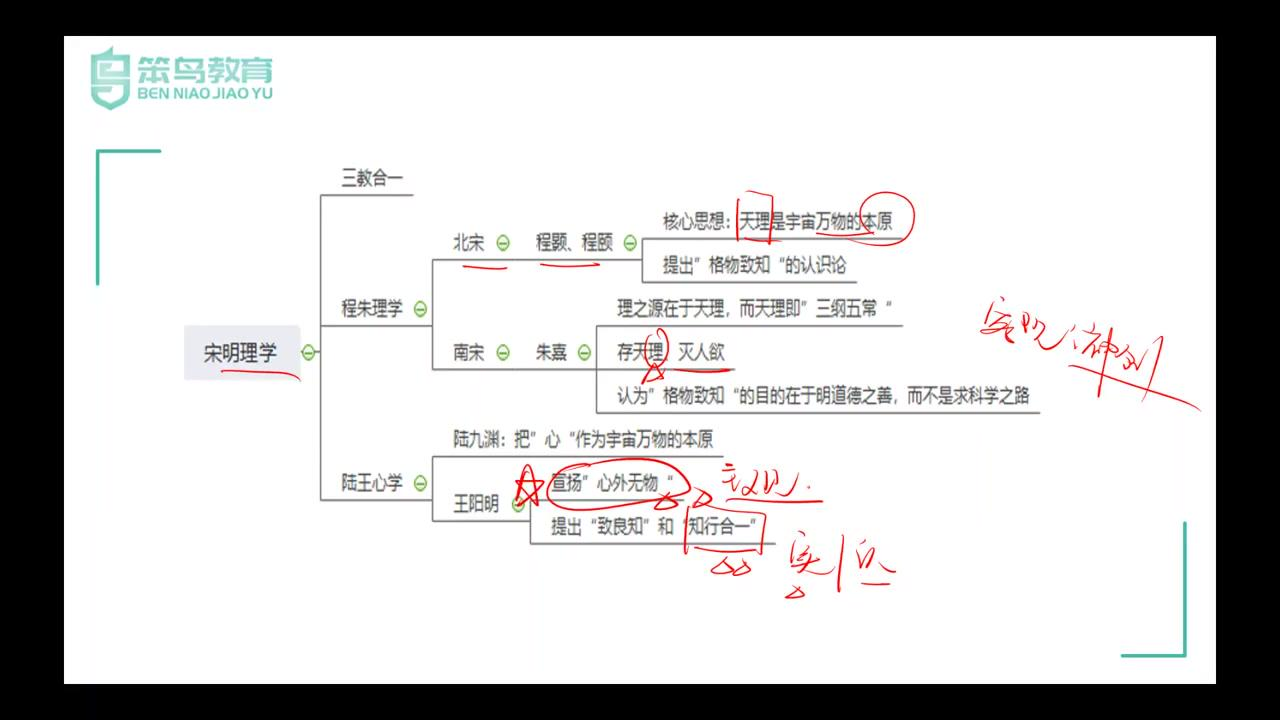 笨鸟教育
BEN NIAO JIAO YU
三教合一
核心思想：天理是宇宙万物的本原
北宋
程颢、程颐
提出”格物致知“的认识论
程朱理学
理之源在于天理，而天理即”三纲五常“
宋明理学
南宋
朱熹
存天理、灭人欲
认为”格物致知“的目的在于明道德之善，而不是求科学之路
陆九渊：把”心“作为宇宙万物的本原
陆王心学
宣扬”心外无物“
王阳明
提出“致良知”和“知行合一”